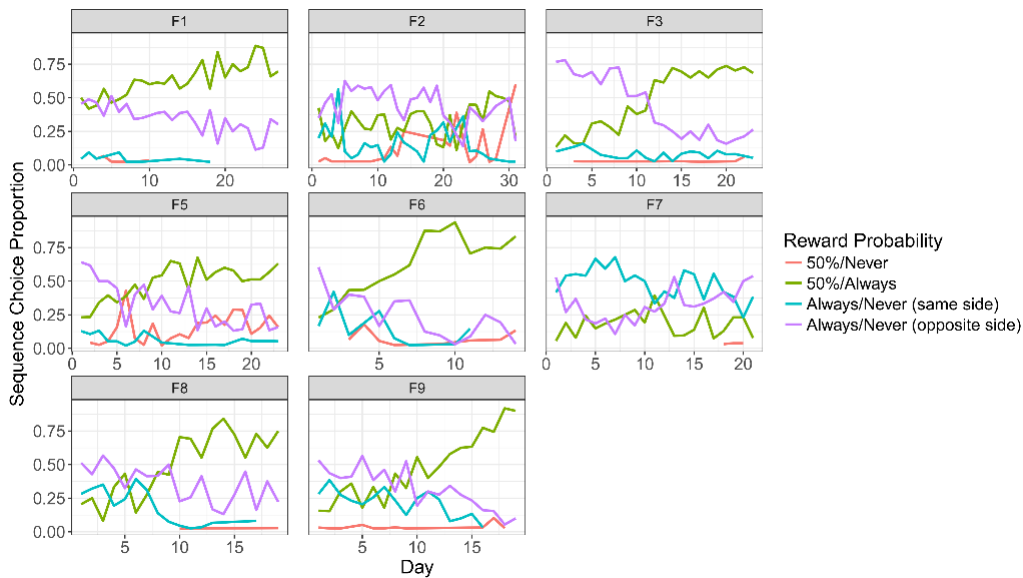 F1 F2 F3
0.75
0.50
0.25
0.00
0 10 20 0 10 20 30 0 5 10 15 20
F5 F6 F7
0.75
0.50
0.25
0.00
0 5 10 15 20 5 10 5 10 15 20
F8 F9
0.75
0.50
0.25
0.00
5 10 15 5 10 15
Day
Sequence Choice Proportion
Reward Probability
50%/Never
50%/Always
Always/Never (same side)
Always/Never (opposite side)